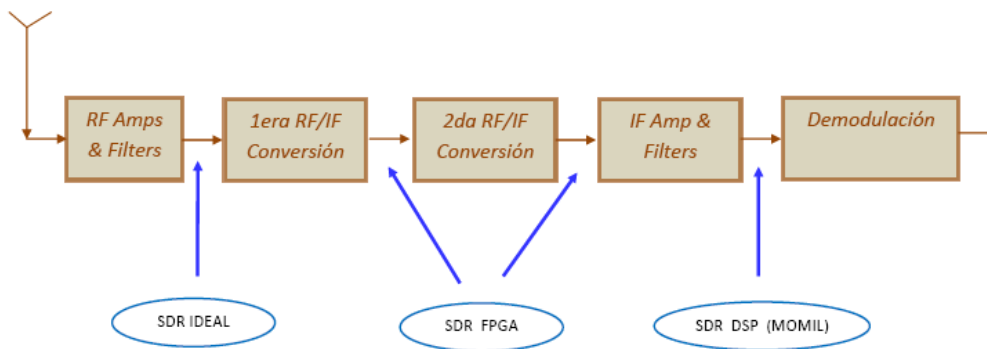 RF Amps
& Filters
1era RF/IF
Conversión
2da RF/IF
Conversión
IF Amp &
Filters
Demodulación
SDR IDEAL
SDR FPGA
SDR DSP (MOMIL)